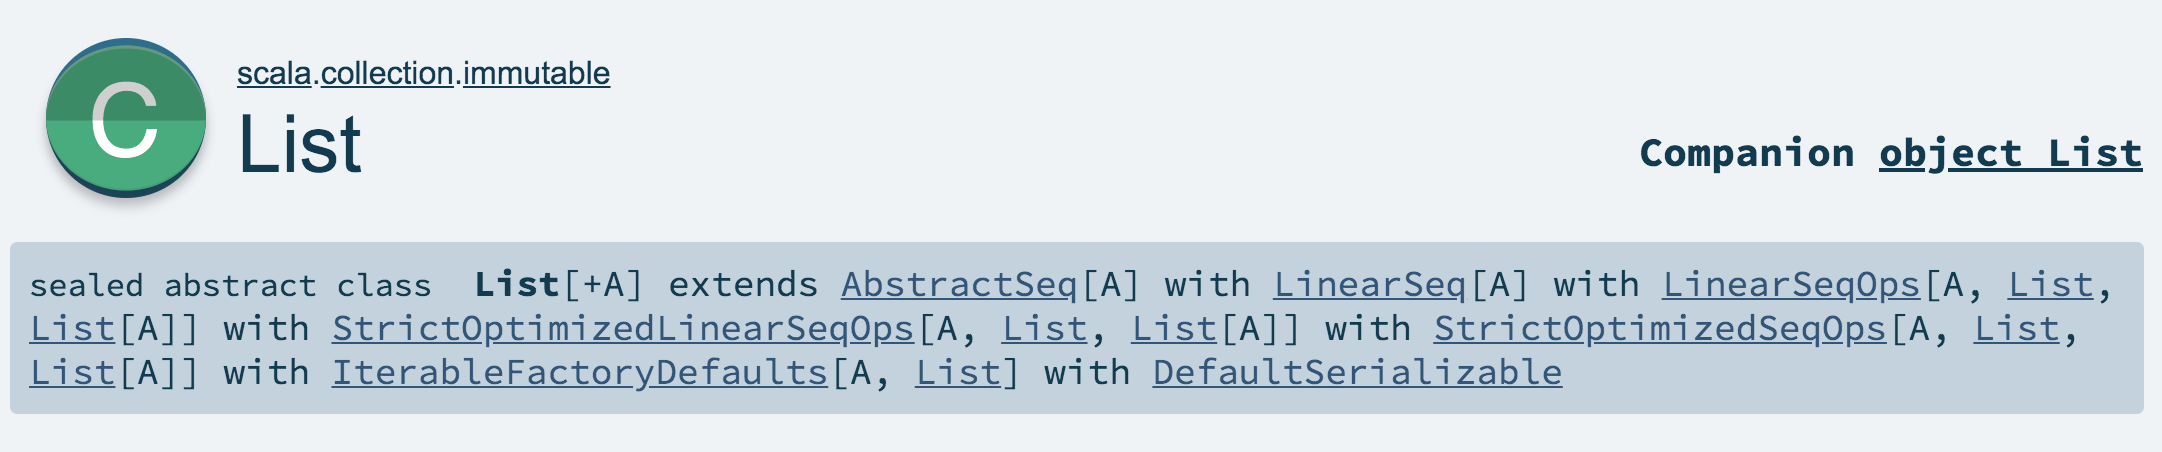 C
scala.collection.immutable
List
Companion object List
sealed abstract class List[+A] extends AbstractSeq[A] with LinearSeq[A] with LinearSeqOps[A, List,
List[A]] with StrictOptimizedLinearSeqOps[A, List, List[A]] with StrictOptimizedSeqOps[A, List,
List[A]] with IterableFactoryDefaults[A, List] with DefaultSerializable